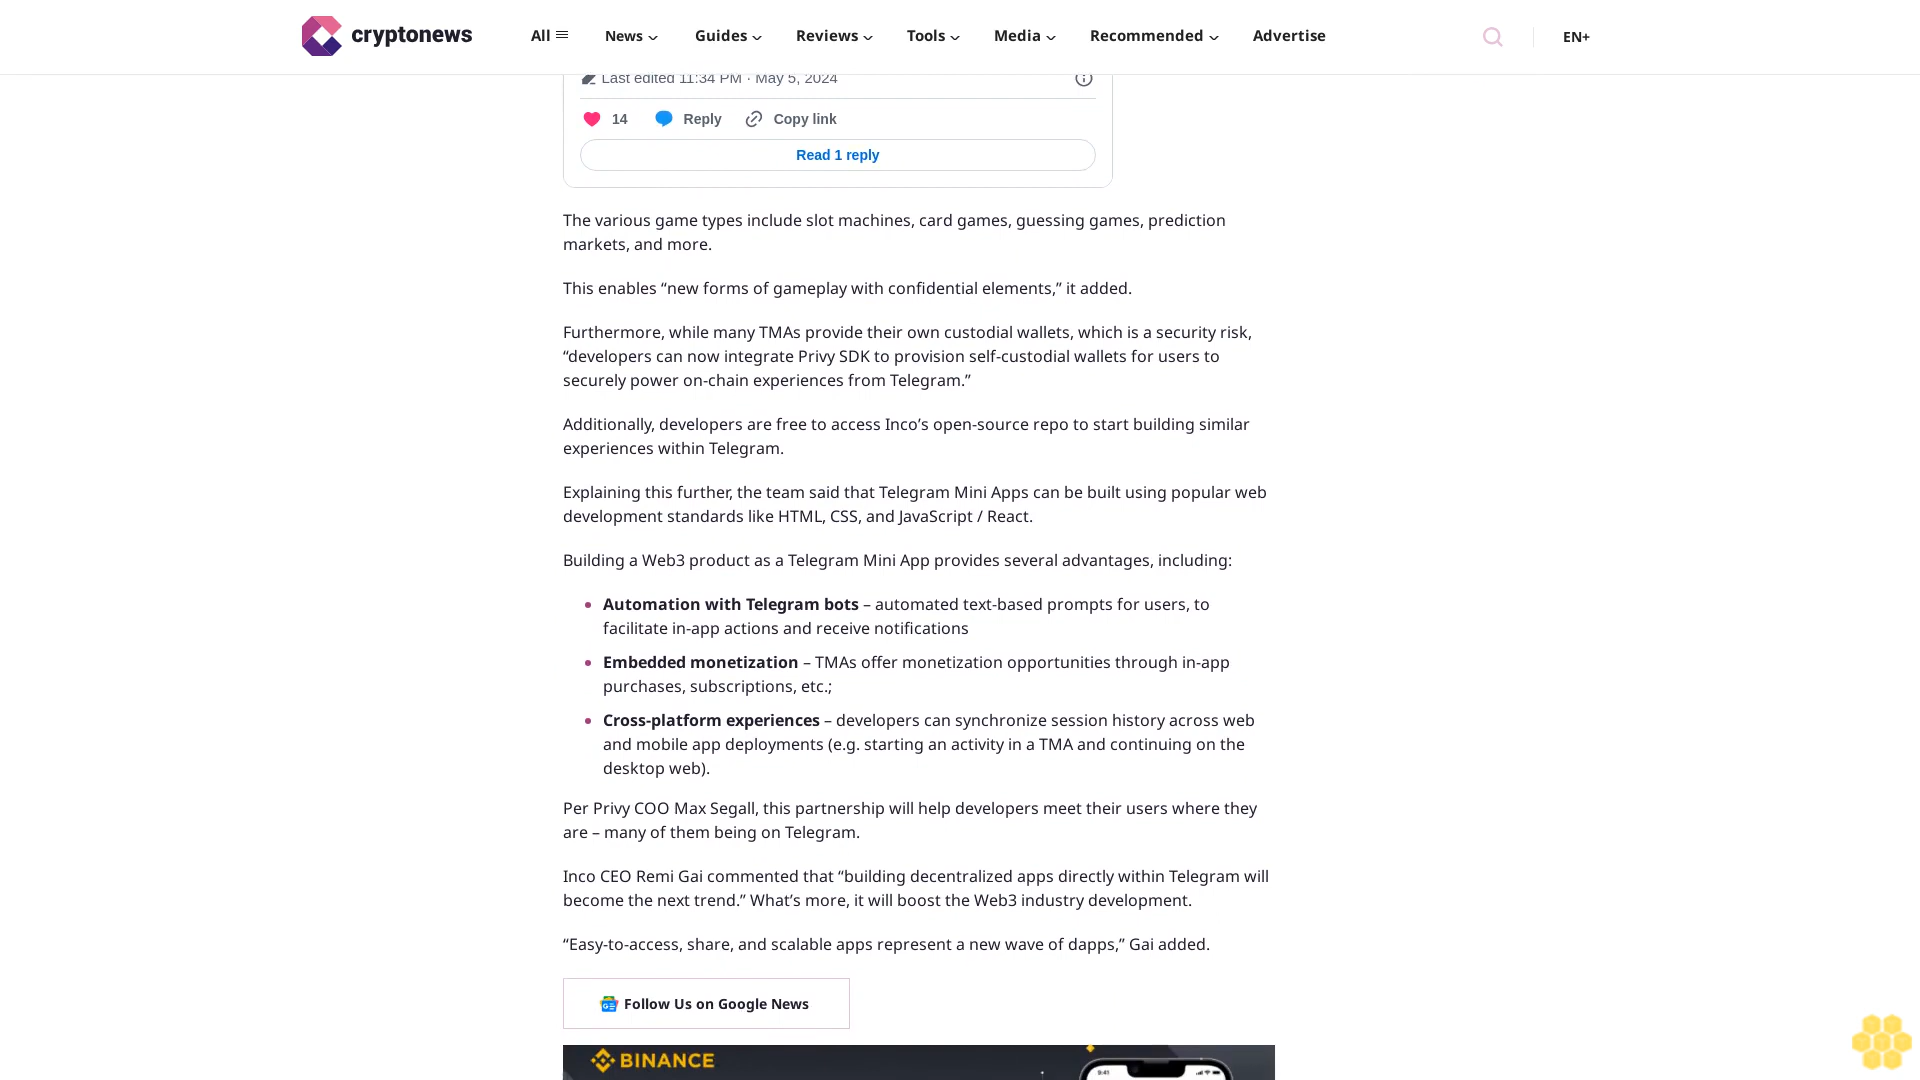 cryptonews
All
News
Guides
Reviews
Tools
Media
Recommended
Advertise
EN+
Last edited 11:34 PM · May 5, 2024
14
Reply
Copy link
Read 1 reply
The various game types include slot machines, card games, guessing games, prediction
markets, and more.
This enables “new forms of gameplay with confidential elements,” it added.
Furthermore, while many TMAs provide their own custodial wallets, which is a security risk,
“developers can now integrate Privy SDK to provision self-custodial wallets for users to
securely power on-chain experiences from Telegram.”
Additionally, developers are free to access Inco’s open-source repo to start building similar
experiences within Telegram.
Explaining this further, the team said that Telegram Mini Apps can be built using popular web
development standards like HTML, CSS, and JavaScript / React.
Building a Web3 product as a Telegram Mini App provides several advantages, including:
Automation with Telegram bots – automated text-based prompts for users, to
facilitate in-app actions and receive notifications
Embedded monetization – TMAs offer monetization opportunities through in-app
purchases, subscriptions, etc.;
Cross-platform experiences – developers can synchronize session history across web
and mobile app deployments (e.g. starting an activity in a TMA and continuing on the
desktop web).
Per Privy COO Max Segall, this partnership will help developers meet their users where they
are – many of them being on Telegram.
Inco CEO Remi Gai commented that “building decentralized apps directly within Telegram will
become the next trend.” What’s more, it will boost the Web3 industry development.
“Easy-to-access, share, and scalable apps represent a new wave of dapps,” Gai added.
Follow Us on Google News
BINANCE
9:41